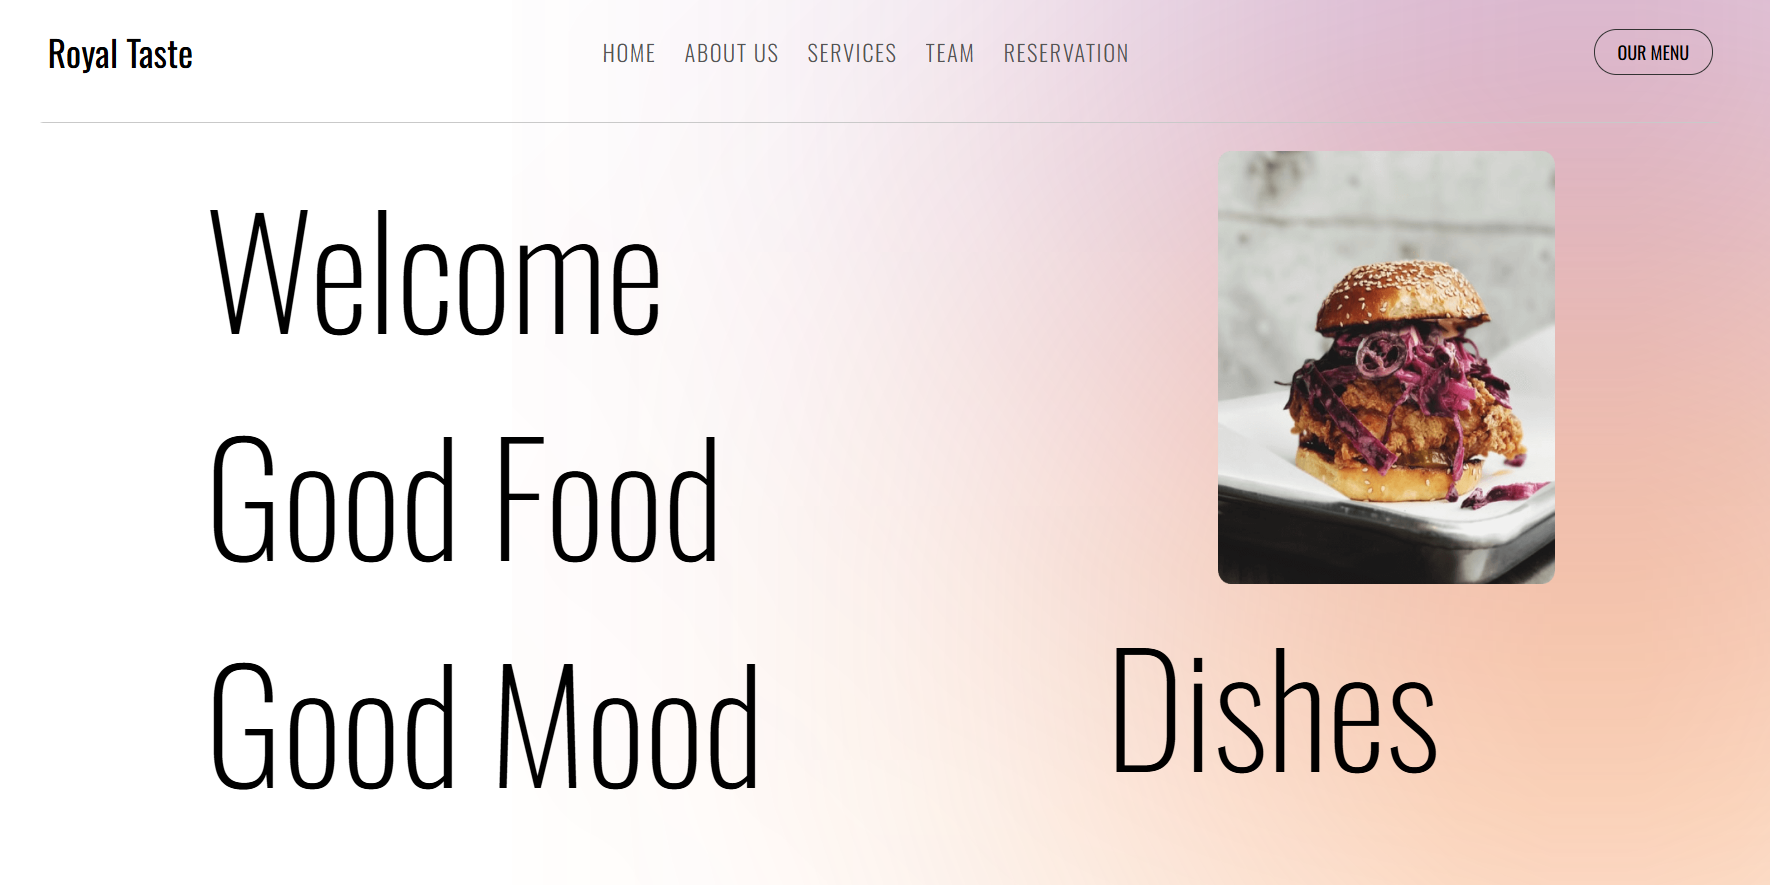 Royal Taste
HOME ABOUT US SERVICES TEAM RESERVATION
OUR MENU
Welcome
Good Food
Good Mood
Dishes